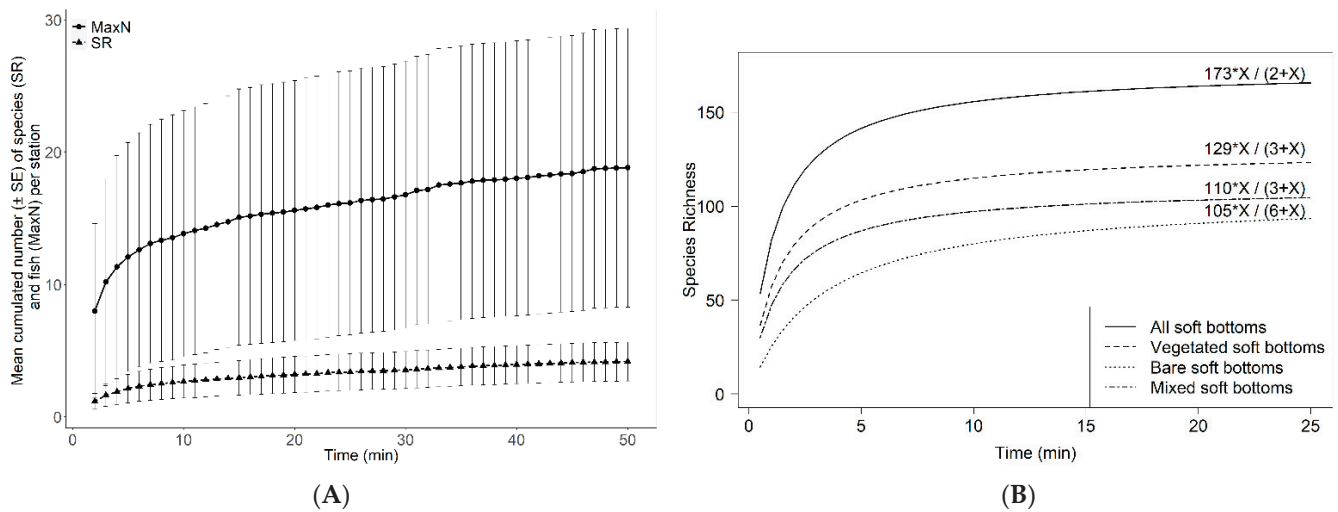 Mean cumulated number (± SE) of species (SR)
and fish (MaxN) per station
30
20
10
0
MaxN
SR
0
10
20
30
40
50
Time (min)
(A)
Species Richness
150
100
50
0
173*X / (2+X)
129*X / (3+X)
110*X / (3+X)
105*X / (6+X)
All soft bottoms
Vegetated soft bottoms
Bare soft bottoms
Mixed soft bottoms
0
5
10
15
20
25
Time (min)
(B)